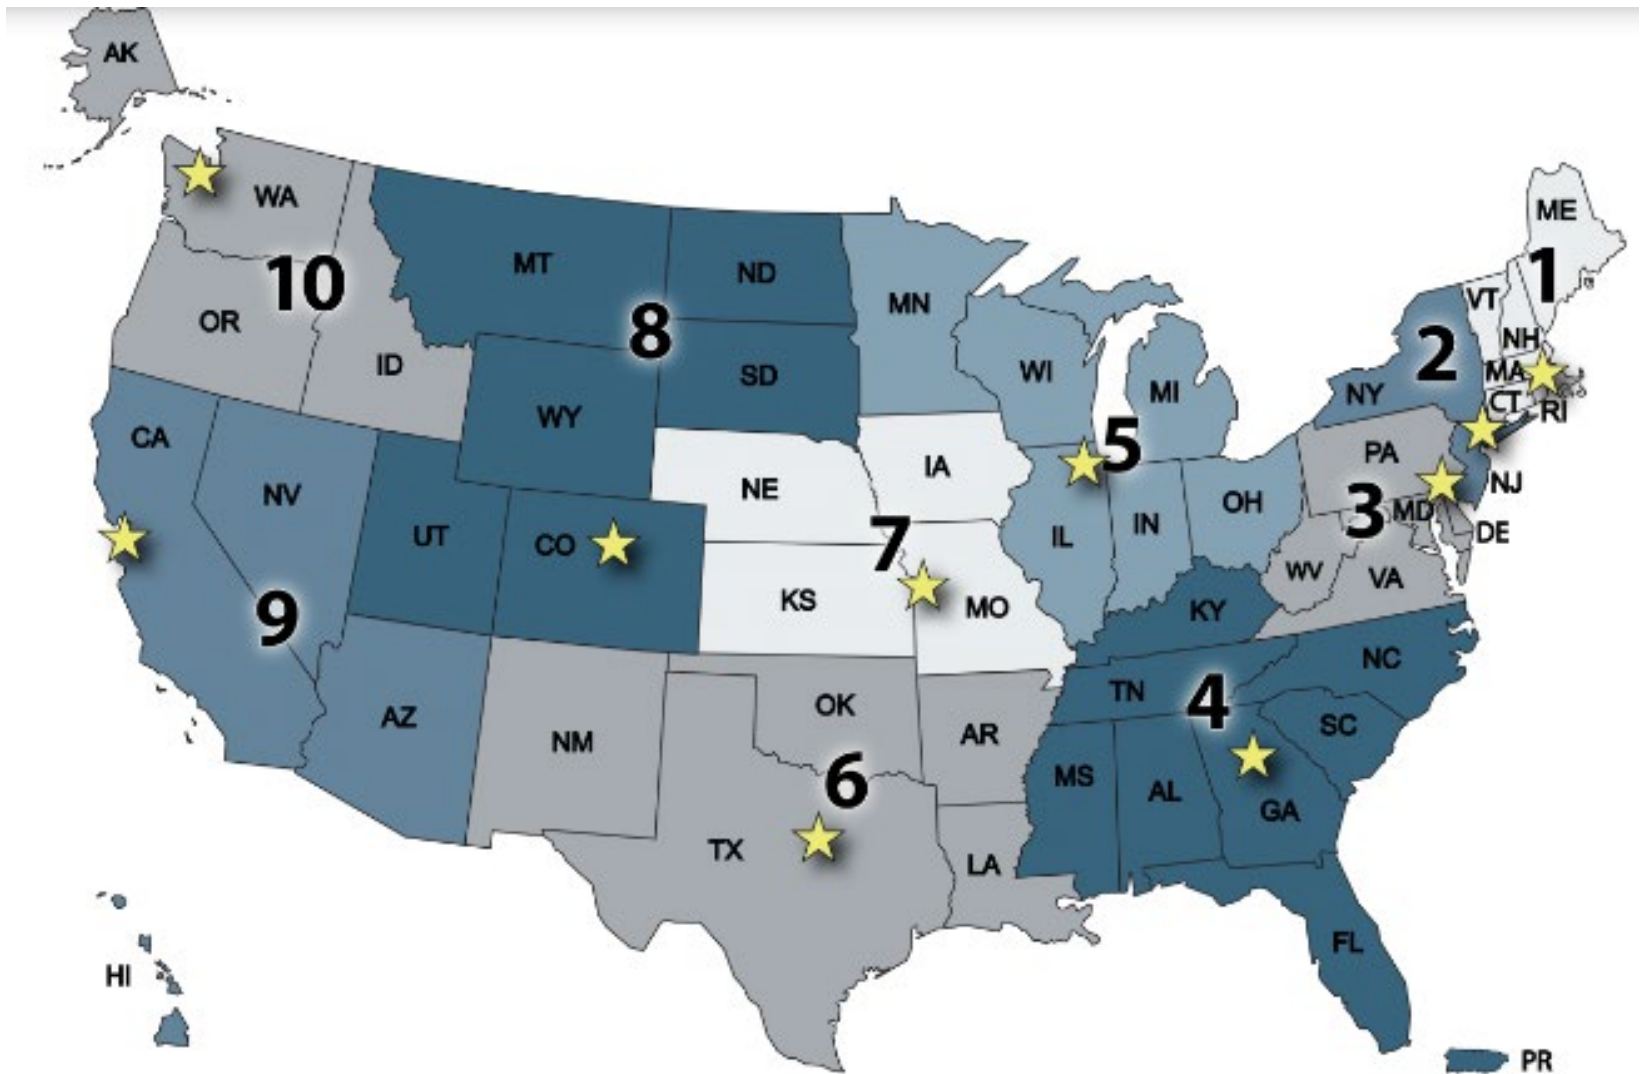 AK
WA
10
OR
ID
MT
8
ND
SD
WY
MN
WI
MI
5
ME
1
VT
NH
2
NY
MA
CT
RI
CA
NV
9
UT
CO
NE
IA
7
KS
MO
IL
IN
OH
PA
3
MD
NJ
DE
WV
VA
KY
AZ
NM
OK
6
TX
AR
LA
TN
4
NC
SC
MS
AL
GA
FL
HI
PR